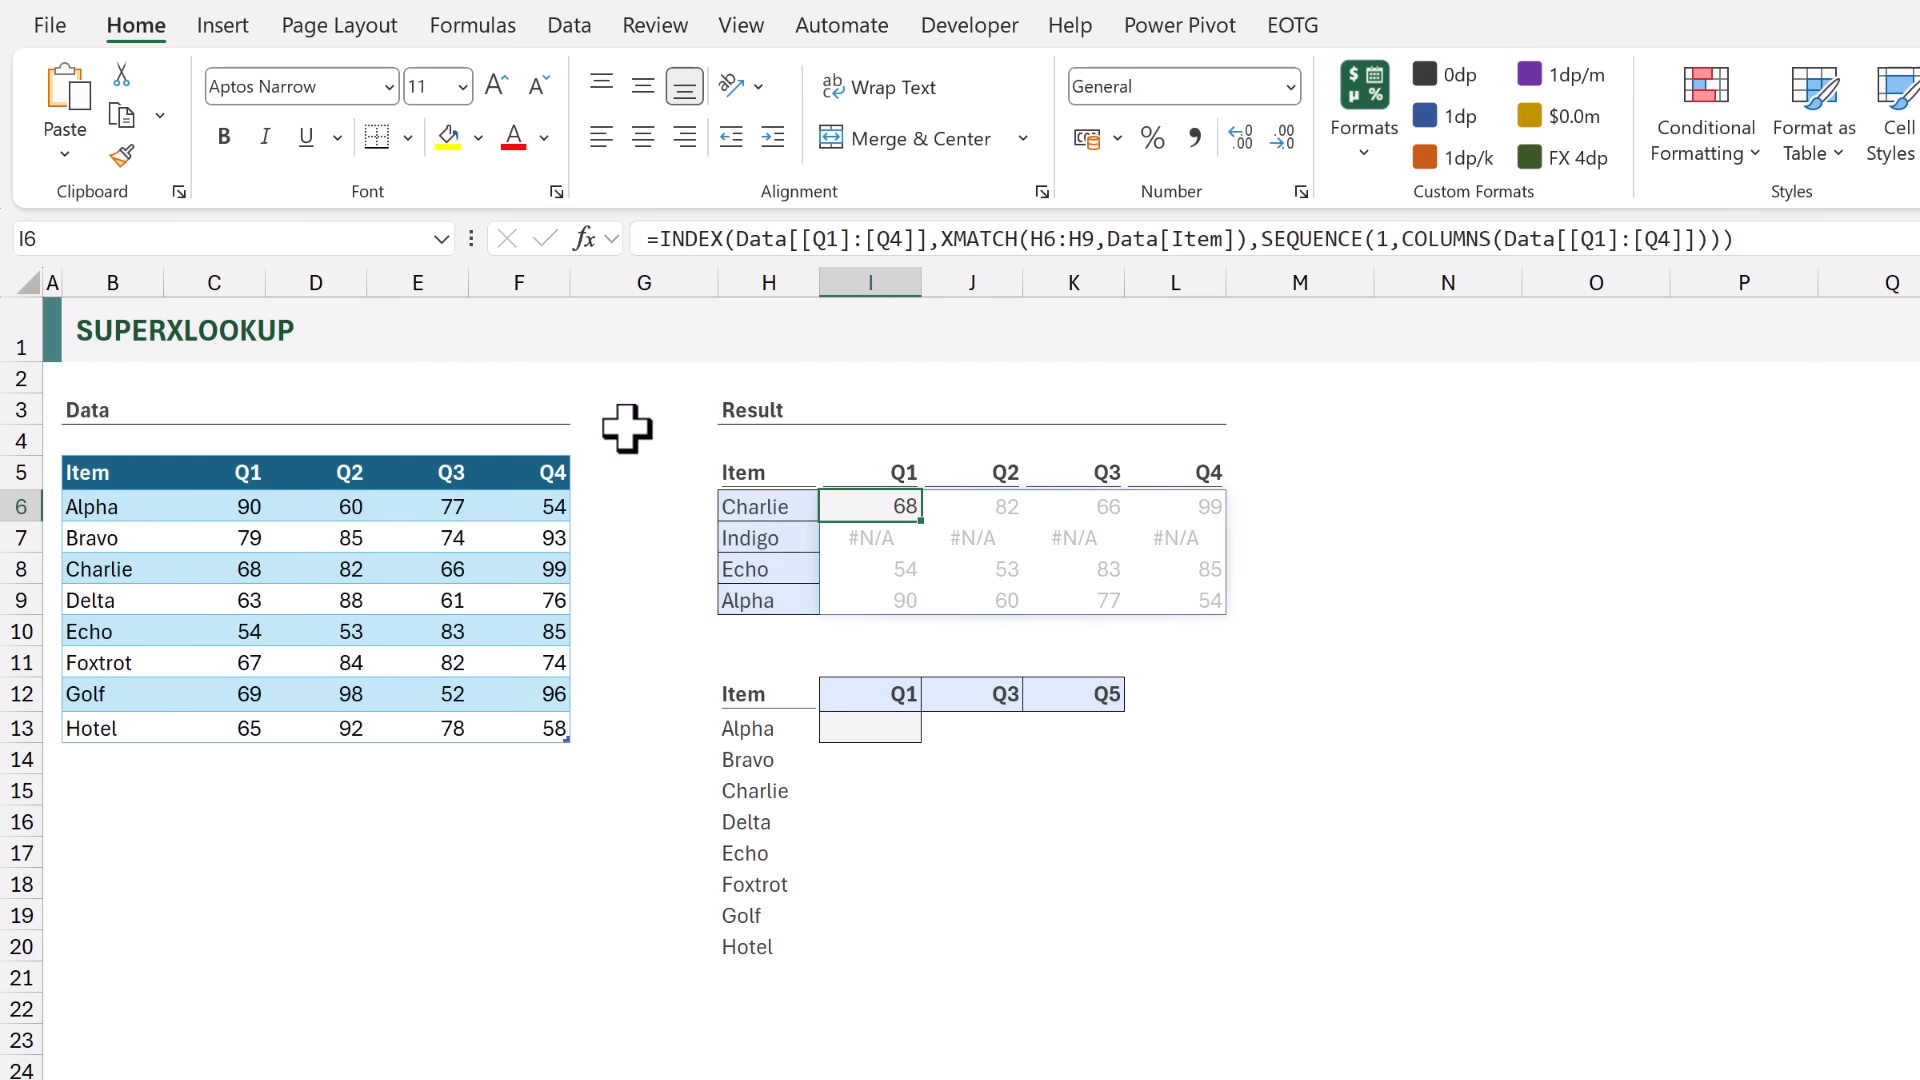 File Home Insert Page Layout Formulas Data Review View Automate Developer Help Power Pivot EOTG
Paste
Clipboard
Aptos Narrow 11
B I U
Font
Wrap Text
Merge & Center
Alignment
General
Number
Formats
0dp 1dp/m
1dp $0.0m
1dp/k FX 4dp
Custom Formats
Conditional Formatting
Format as Table
Cell Styles
Styles
I6 fx =INDEX(Data[[Q1]:[Q4]],XMATCH(H6:H9,Data[Item]),SEQUENCE(1,COLUMNS(Data[[Q1]:[Q4]])))
A B C D E F G H I J K L M N O P Q
1 SUPERXLOOKUP
2
3 Data Result
4
5 Item Q1 Q2 Q3 Q4 Item Q1 Q2 Q3 Q4
6 Alpha 90 60 77 54 Charlie 68 82 66 99
7 Bravo 79 85 74 93 Indigo #N/A #N/A #N/A #N/A
8 Charlie 68 82 66 99 Echo 54 53 83 85
9 Delta 63 88 61 76 Alpha 90 60 77 54
10 Echo 54 53 83 85
11 Foxtrot 67 84 82 74
12 Golf 69 98 52 96 Item Q1 Q3 Q5
13 Hotel 65 92 78 58 Alpha
14 Bravo
15 Charlie
16 Delta
17 Echo
18 Foxtrot
19 Golf
20 Hotel
21
22
23
24